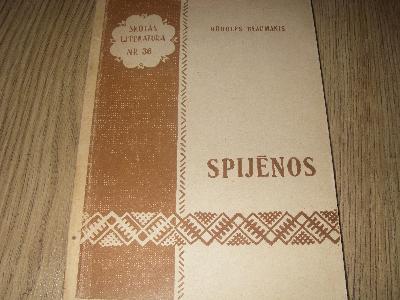 SKOLAS
LITERATŪRA
NR. 36
RŪDOLFS BLAUMANIS
SPIJĒNOS